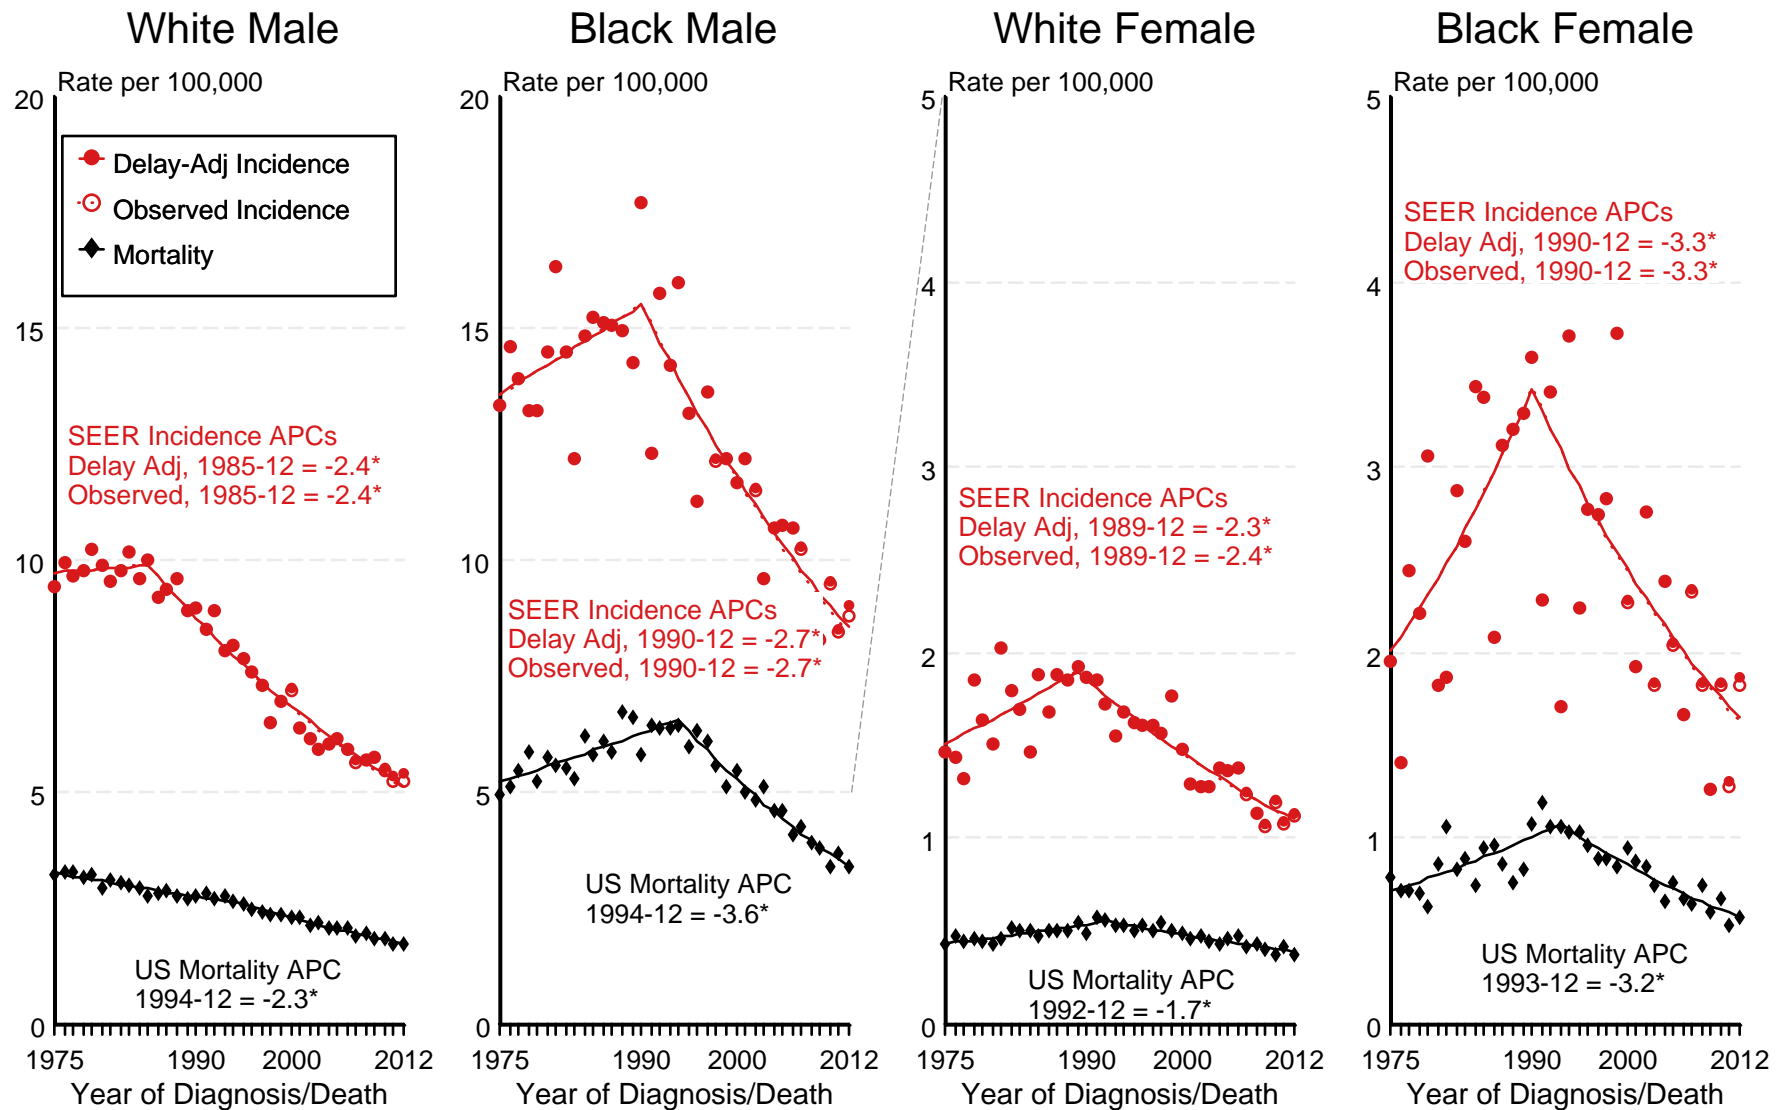 White Male
Rate per 100,000
20
15
10
5
0
Delay-Adj Incidence
Observed Incidence
Mortality
SEER Incidence APCs
Delay Adj, 1985-12 = -2.4*
Observed, 1985-12 = -2.4*
US Mortality APC
1994-12 = -2.3*
1975 1990 2000 2012
Year of Diagnosis/Death
Black Male
Rate per 100,000
20
15
10
5
0
SEER Incidence APCs
Delay Adj, 1990-12 = -2.7*
Observed, 1990-12 = -2.7*
US Mortality APC
1994-12 = -3.6*
1975 1990 2000 2012
Year of Diagnosis/Death
White Female
Rate per 100,000
5
4
3
2
1
0
SEER Incidence APCs
Delay Adj, 1989-12 = -2.3*
Observed, 1989-12 = -2.4*
US Mortality APC
1992-12 = -1.7*
1975 1990 2000 2012
Year of Diagnosis/Death
Black Female
Rate per 100,000
5
4
3
2
1
0
SEER Incidence APCs
Delay Adj, 1990-12 = -3.3*
Observed, 1990-12 = -3.3*
US Mortality APC
1993-12 = -3.2*
1975 1990 2000 2012
Year of Diagnosis/Death